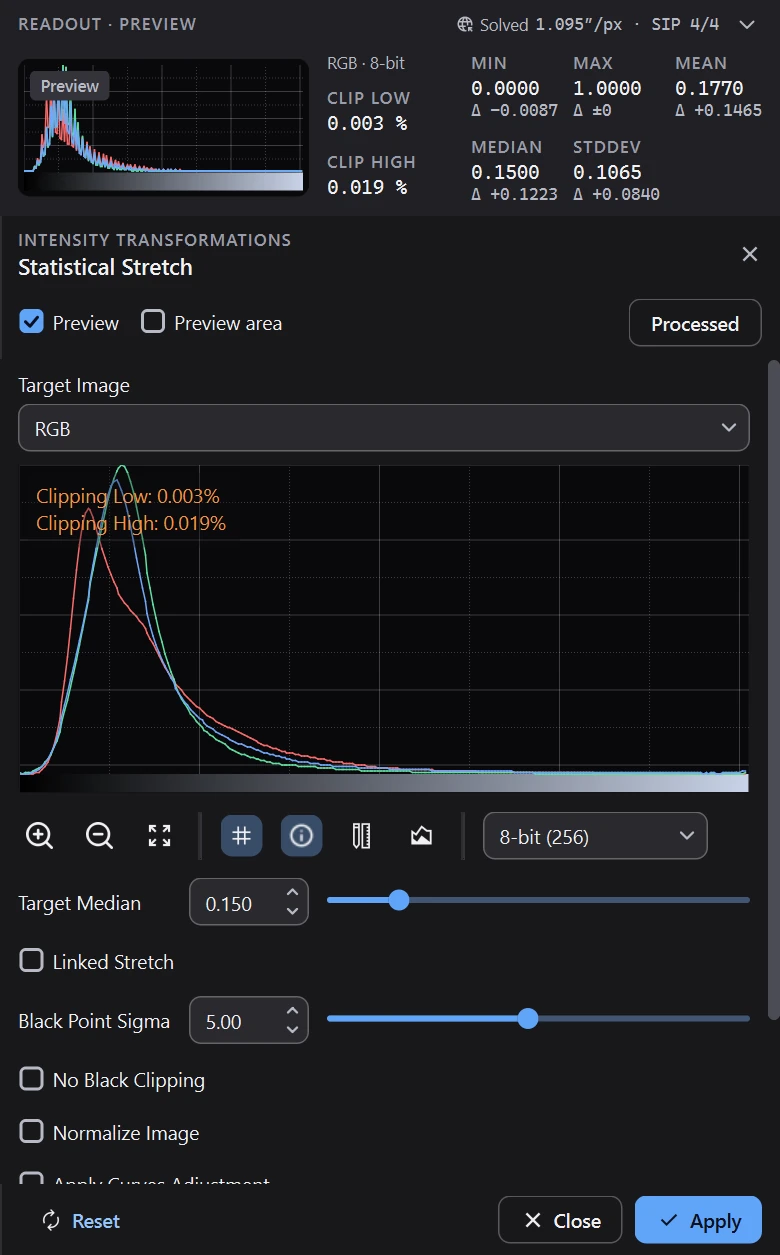 READOUT · PREVIEW
Solved 1.095″/px · SIP 4/4
Preview
RGB · 8-bit
CLIP LOW
0.003 %
CLIP HIGH
0.019 %
MIN MAX MEAN
0.0000 1.0000 0.1770
Δ −0.0087 Δ ±0 Δ +0.1465
MEDIAN STDDEV
0.1500 0.1065
Δ +0.1223 Δ +0.0840
INTENSITY TRANSFORMATIONS
Statistical Stretch
Preview Preview area Processed
Target Image
RGB
Clipping Low: 0.003%
Clipping High: 0.019%
8-bit (256)
Target Median 0.150
Linked Stretch
Black Point Sigma 5.00
No Black Clipping
Normalize Image
Apply Curves Adjustment
Reset Close Apply